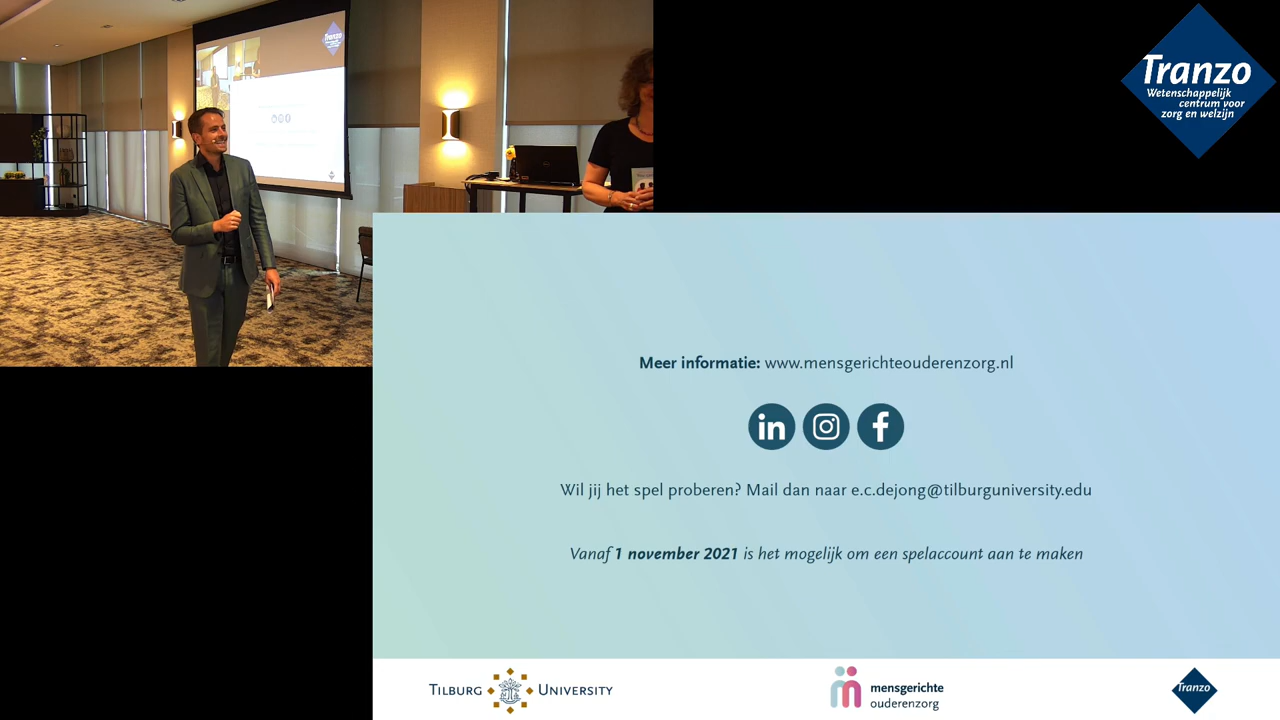 Tranzo
Wetenschappelijk
centrum voor
zorg en welzijn
Tranzo
Meer informatie: www.mensgerichteouderenzorg.nl
in
Wil jij het spel proberen? Mail dan naar e.c.dejong@tilburguniversity.edu
Vanaf 1 november 2021 is het mogelijk om een spelaccount aan te maken
TILBURG UNIVERSITY
mensgerichte
ouderenzorg
Tranzo